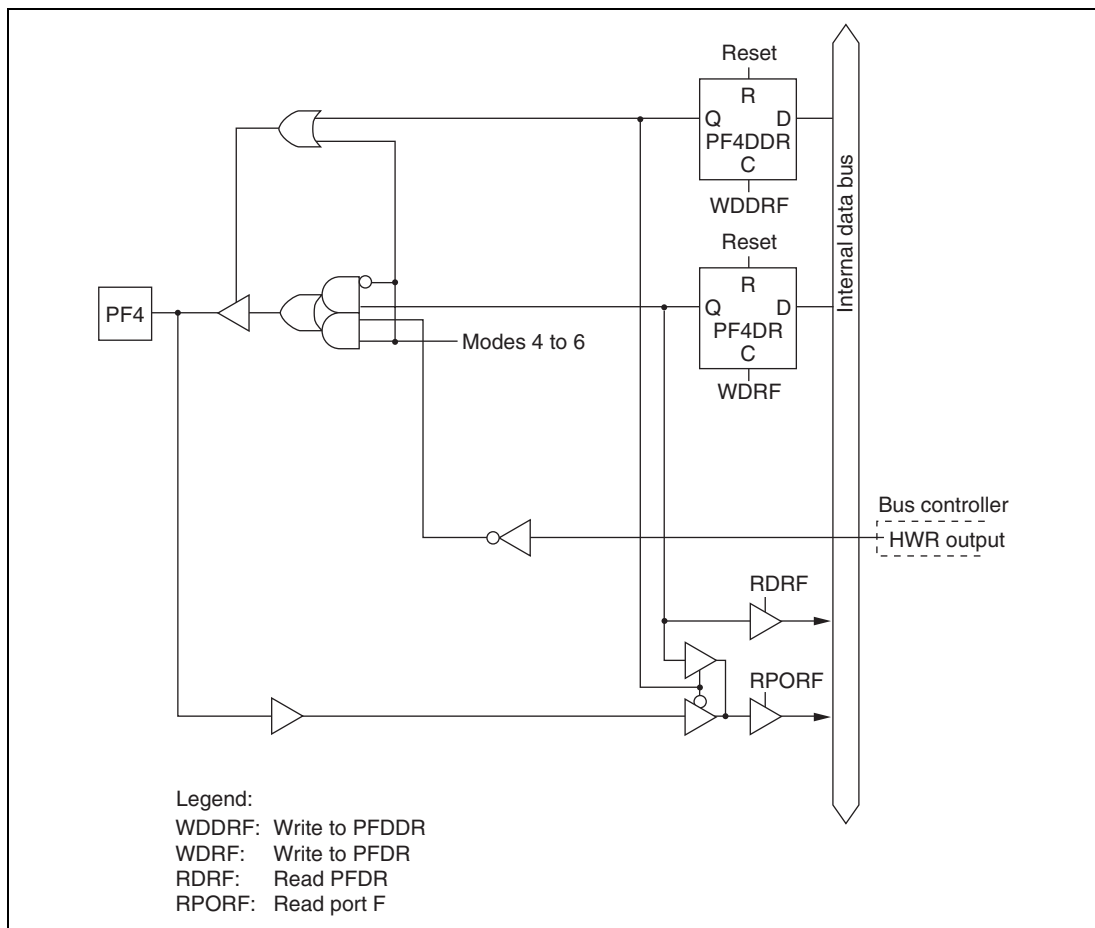 Reset
R
Q D
PF4DDR
C
WDDRF
Reset
R
Q D
PF4DR
C
WDRF
Internal data bus
PF4
Modes 4 to 6
Bus controller
HWR output
RDRF
RPORF
Legend:
WDDRF: Write to PFDDR
WDRF: Write to PFDR
RDRF: Read PFDR
RPORF: Read port F